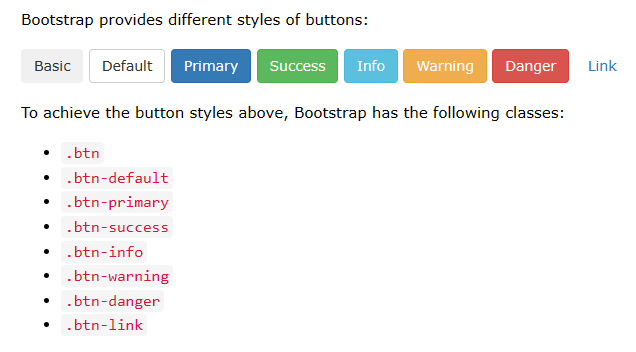 Bootstrap provides different styles of buttons:
Basic Default Primary Success Info Warning Danger Link
To achieve the button styles above, Bootstrap has the following classes:
.btn
.btn-default
.btn-primary
.btn-success
.btn-info
.btn-warning
.btn-danger
.btn-link